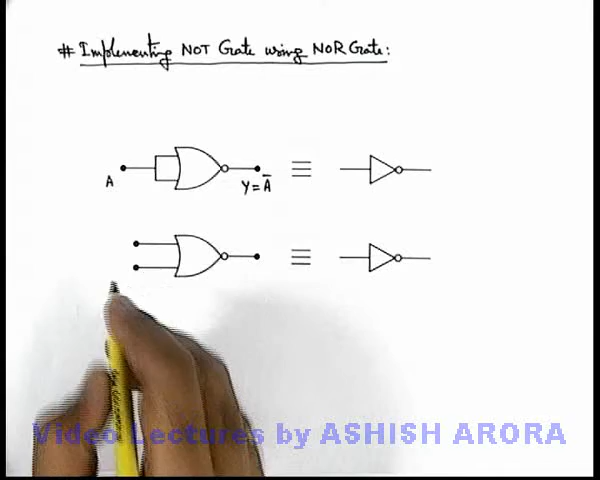 # Implementing NOT Gate using NOR Gate:
A
Y = Ā
Video Lectures by ASHISH ARORA